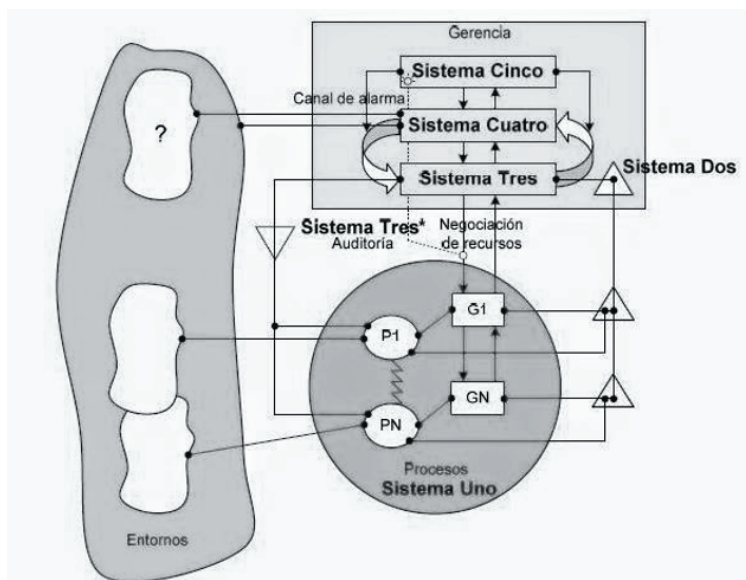 Gerencia
Sistema Cinco
Canal de alarma
?
Sistema Cuatro
Sistema Tres
Sistema Dos
Sistema Tres*
Auditoría
Negociación
de recursos
G1
P1
GN
PN
Procesos
Sistema Uno
Entornos